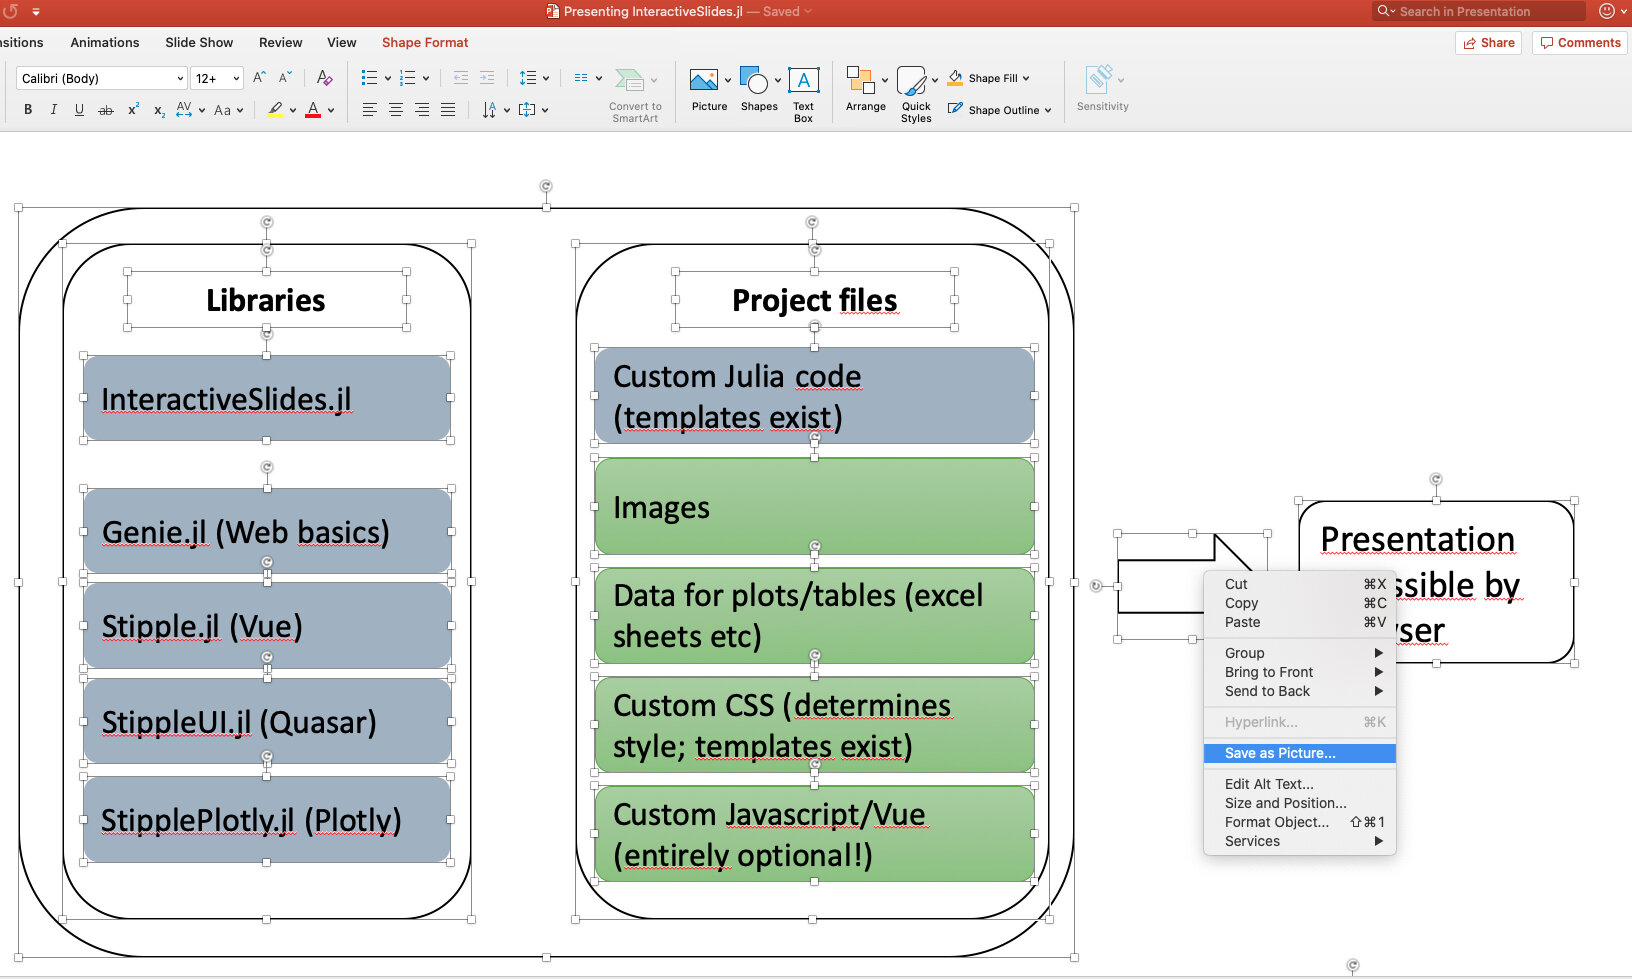 Presenting InteractiveSlides.jl — Saved
Search in Presentation
nsitions Animations Slide Show Review View Shape Format
Share Comments
Calibri (Body) 12+ A A A
Convert to SmartArt
Picture Shapes Text Box
Arrange Quick Styles
Shape Fill
Shape Outline
Sensitivity
B I U ab x² x₂ AV Aa A
Libraries
InteractiveSlides.jl
Genie.jl (Web basics)
Stipple.jl (Vue)
StippleUI.jl (Quasar)
StipplePlotly.jl (Plotly)
Project files
Custom Julia code
(templates exist)
Images
Data for plots/tables (excel
sheets etc)
Custom CSS (determines
style; templates exist)
Custom Javascript/Vue
(entirely optional!)
Presentation
ssible by
ser
Cut ⌘X
Copy ⌘C
Paste ⌘V
Group
Bring to Front
Send to Back
Hyperlink... ⌘K
Save as Picture...
Edit Alt Text...
Size and Position...
Format Object... ⇧⌘1
Services